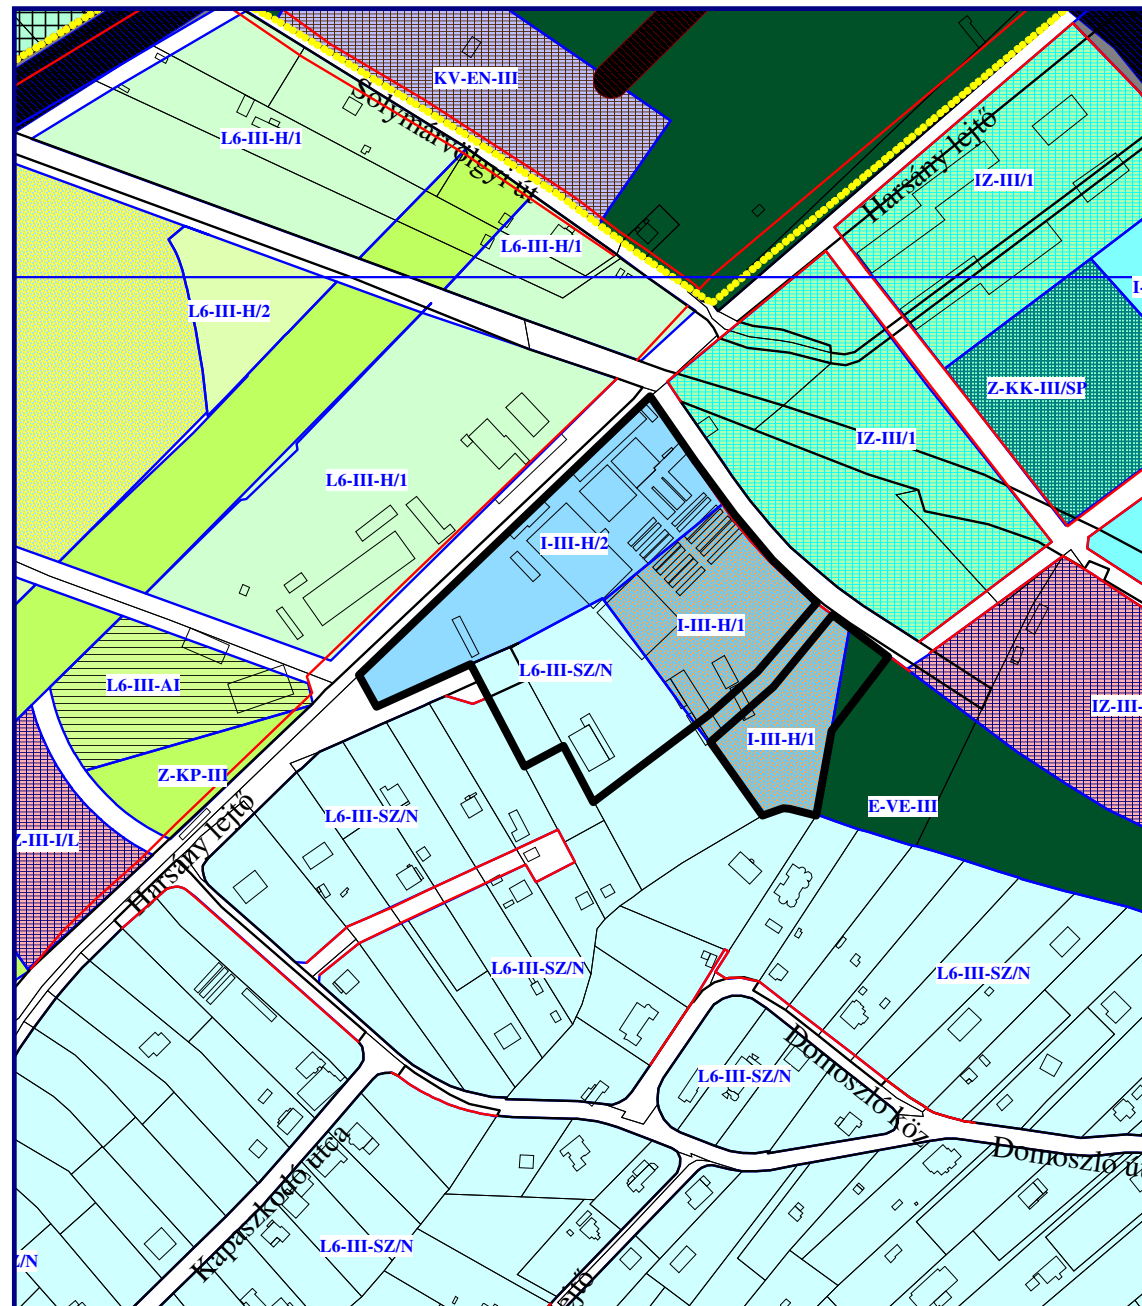 KV-EN-III
Solymárvölgyi út
L6-III-H/1
Harsány lejtő
IZ-III/1
L6-III-H/1
L6-III-H/2
Z-KK-III/SP
IZ-III/1
L6-III-H/1
I-III-H/2
I-III-H/1
L6-III-SZ/N
L6-III-AI
IZ-III-
I-III-H/1
Z-KP-III
E-VE-III
L6-III-SZ/N
Z-III-I/L
Harsány lejtő
L6-III-SZ/N
L6-III-SZ/N
L6-III-SZ/N
Domoszló köz
Domoszló ú
Kapaszkodó utca
L6-III-SZ/N
Z/N
ejtő